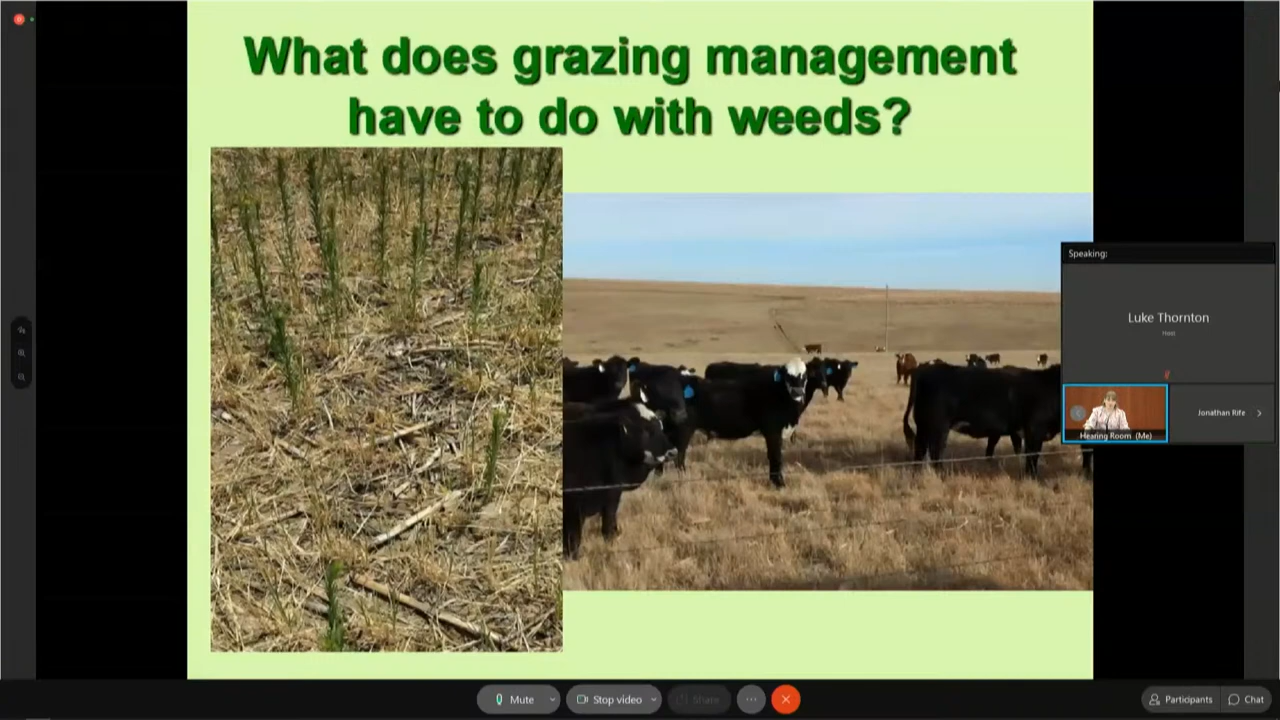 What does grazing management
have to do with weeds?
Speaking:
Luke Thornton
Host
Hearing Room (Me)
Jonathan Rife
Mute
Stop video
Share
Participants
Chat